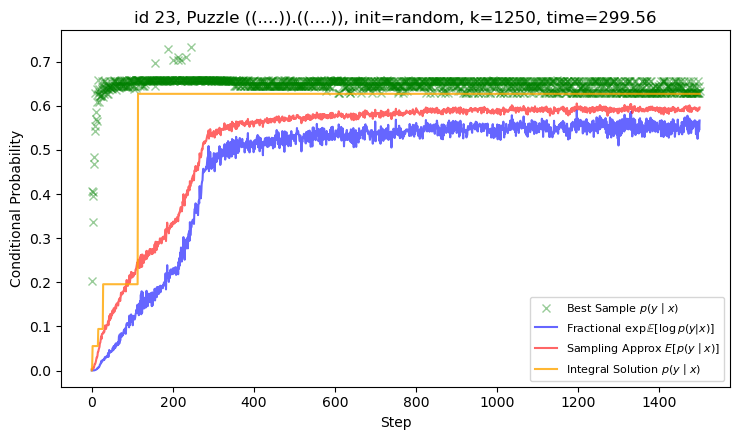 id 23, Puzzle ((....)).((....)), init=random, k=1250, time=299.56
Conditional Probability
0.7
0.6
0.5
0.4
0.3
0.2
0.1
0.0
Best Sample p(y | x)
Fractional exp 𝔼[log p(y|x)]
Sampling Approx E[p(y | x)]
Integral Solution p(y | x)
0 200 400 600 800 1000 1200 1400
Step